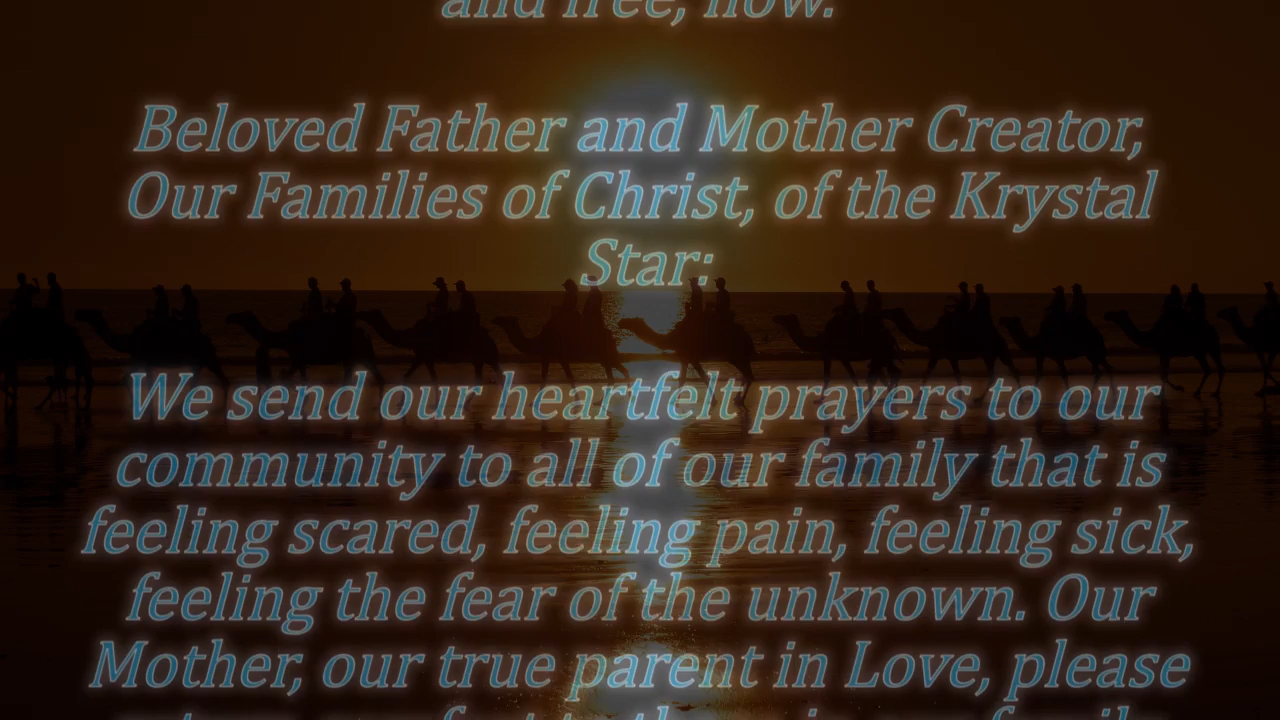 and free, now.
Beloved Father and Mother Creator,
Our Families of Christ, of the Krystal
Star:
We send our heartfelt prayers to our
community to all of our family that is
feeling scared, feeling pain, feeling sick,
feeling the fear of the unknown. Our
Mother, our true parent in Love, please